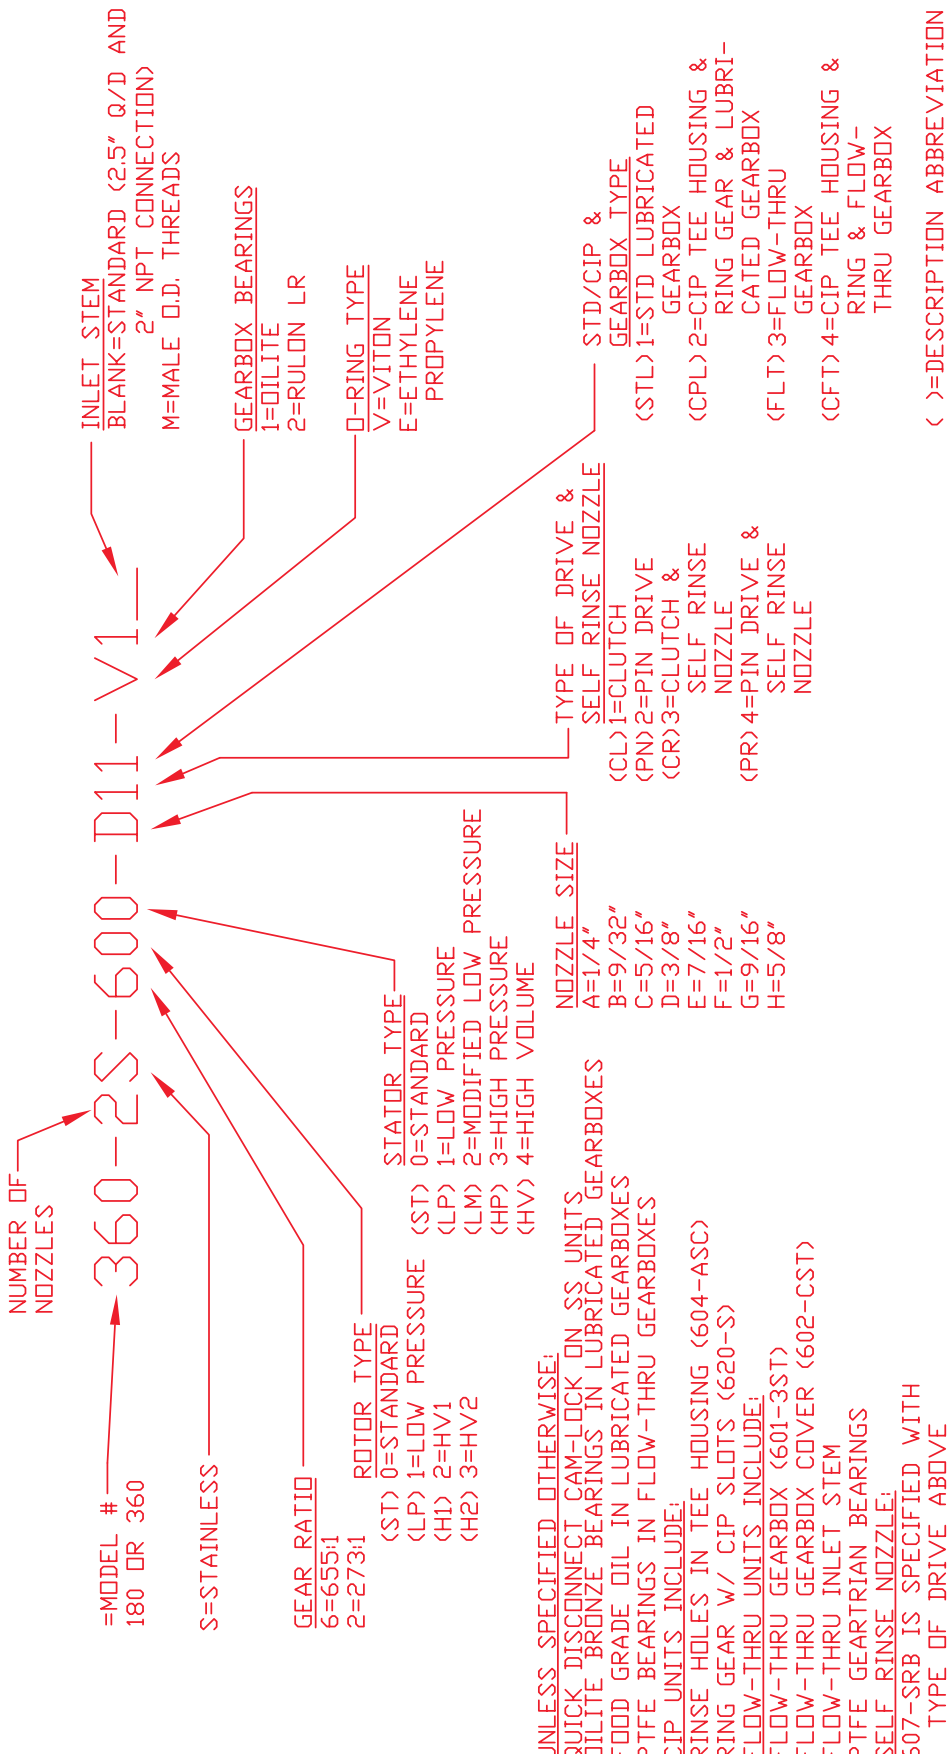 NUMBER OF
NOZZLES
360-2S-600-D11-V1_
=MODEL #
180 OR 360
S=STAINLESS
GEAR RATIO
6=655:1
2=273:1
ROTOR TYPE
(ST) 0=STANDARD
(LP) 1=LOW PRESSURE
(H1) 2=HV1
(H2) 3=HV2
STATOR TYPE
(ST) 0=STANDARD
(LP) 1=LOW PRESSURE
(LM) 2=MODIFIED LOW PRESSURE
(HP) 3=HIGH PRESSURE
(HV) 4=HIGH VOLUME
NOZZLE SIZE
A=1/4"
B=9/32"
C=5/16"
D=3/8"
E=7/16"
F=1/2"
G=9/16"
H=5/8"
TYPE OF DRIVE &
SELF RINSE NOZZLE
(CL)1=CLUTCH
(PN)2=PIN DRIVE
(CR)3=CLUTCH &
SELF RINSE
NOZZLE
(PR)4=PIN DRIVE &
SELF RINSE
NOZZLE
STD/CIP &
GEARBOX TYPE
(STL)1=STD LUBRICATED
GEARBOX
(CPL)2=CIP TEE HOUSING &
RING GEAR & LUBRI-
CATED GEARBOX
(FLT)3=FLOW-THRU
GEARBOX
(CFT)4=CIP TEE HOUSING &
RING & FLOW-
THRU GEARBOX
( )=DESCRIPTION ABBREVIATION
O-RING TYPE
V=VITON
E=ETHYLENE
PROPYLENE
GEARBOX BEARINGS
1=OILITE
2=RULON LR
INLET STEM
BLANK=STANDARD (2.5" Q/D AND
2" NPT CONNECTION)
M=MALE O.D. THREADS
UNLESS SPECIFIED OTHERWISE:
QUICK DISCONNECT CAM-LOCK ON SS UNITS
OILITE BRONZE BEARINGS IN LUBRICATED GEARBOXES
FOOD GRADE OIL IN LUBRICATED GEARBOXES
PTFE BEARINGS IN FLOW-THRU GEARBOXES
CIP UNITS INCLUDE:
RINSE HOLES IN TEE HOUSING (604-ASC)
RING GEAR W/ CIP SLOTS (620-S)
FLOW-THRU UNITS INCLUDE:
FLOW-THRU GEARBOX (601-3ST)
FLOW-THRU GEARBOX COVER (602-CST)
FLOW-THRU INLET STEM
PTFE GEARTRIAN BEARINGS
SELF RINSE NOZZLE:
607-SRB IS SPECIFIED WITH
TYPE OF DRIVE ABOVE